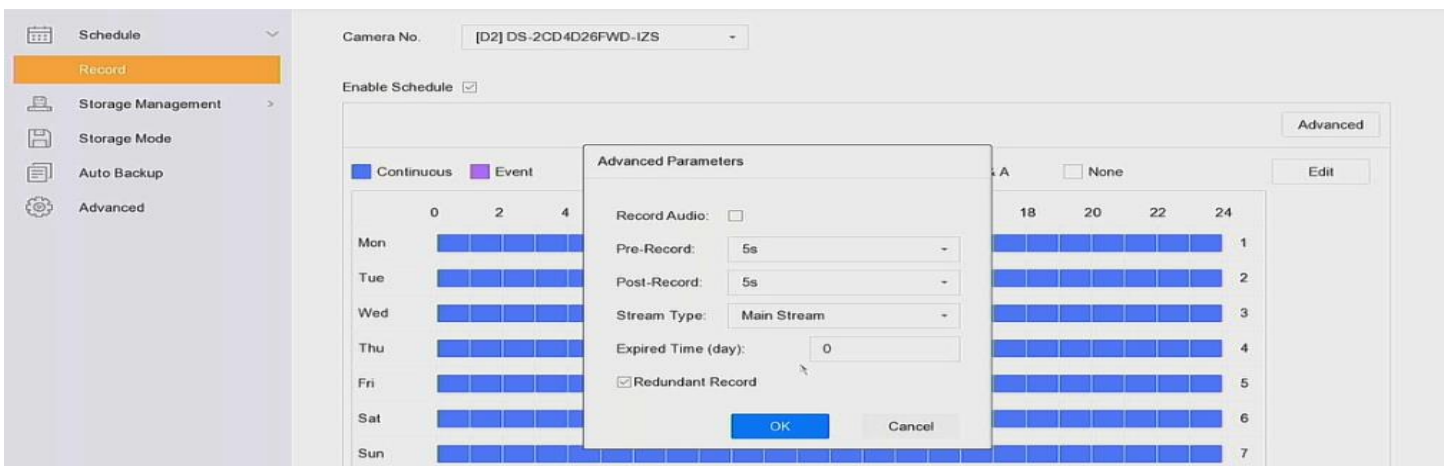 Schedule
Record
Storage Management
Storage Mode
Auto Backup
Advanced
Camera No. [D2] DS-2CD4D26FWD-IZS
Enable Schedule
Advanced
Continuous Event A None Edit
0 2 4 18 20 22 24
Mon 1
Tue 2
Wed 3
Thu 4
Fri 5
Sat 6
Sun 7
Advanced Parameters
Record Audio:
Pre-Record: 5s
Post-Record: 5s
Stream Type: Main Stream
Expired Time (day): 0
Redundant Record
OK Cancel